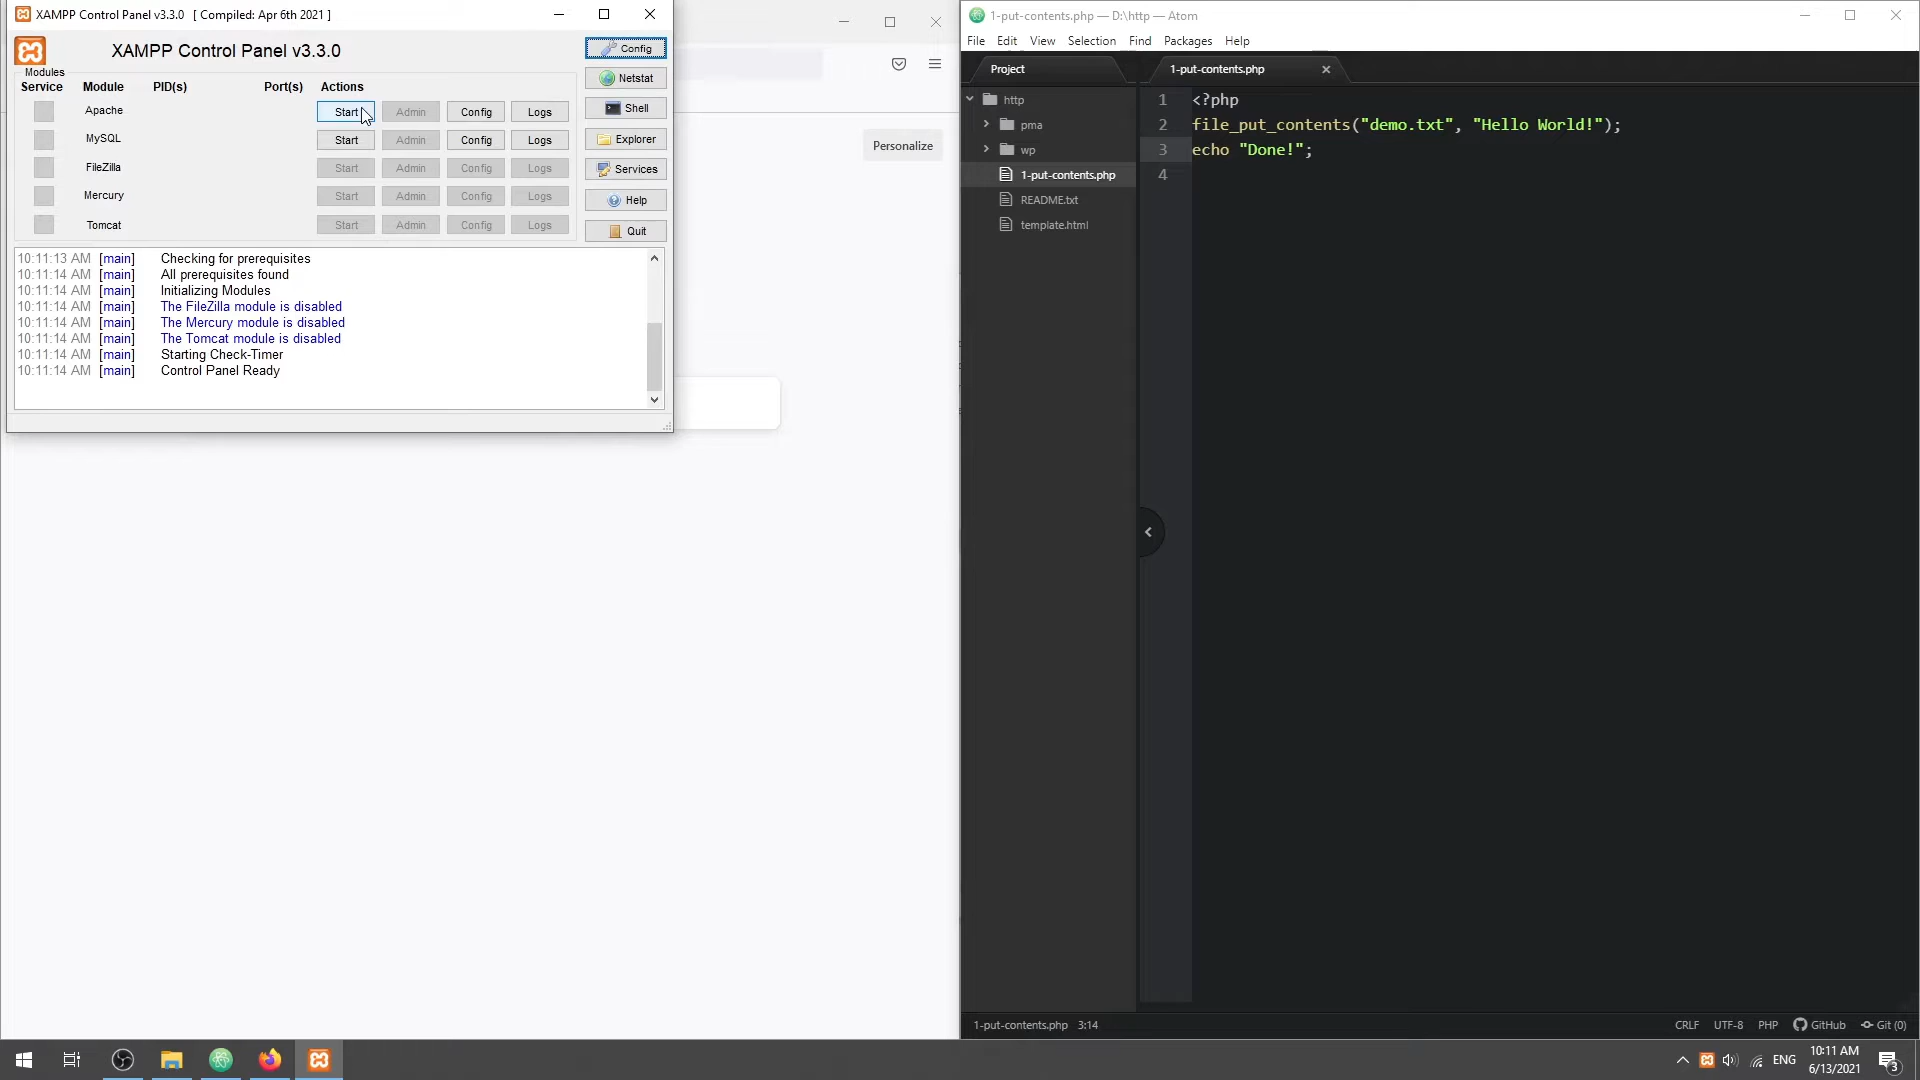 XAMPP Control Panel v3.3.0 [ Compiled: Apr 6th 2021 ]
XAMPP Control Panel v3.3.0
Config
Modules
Service Module PID(s) Port(s) Actions
Netstat
Apache Start Admin Config Logs
Shell
MySQL Start Admin Config Logs
Explorer
FileZilla Start Admin Config Logs
Services
Mercury Start Admin Config Logs
Help
Tomcat Start Admin Config Logs
Quit
10:11:13 AM [main] Checking for prerequisites
10:11:14 AM [main] All prerequisites found
10:11:14 AM [main] Initializing Modules
10:11:14 AM [main] The FileZilla module is disabled
10:11:14 AM [main] The Mercury module is disabled
10:11:14 AM [main] The Tomcat module is disabled
10:11:14 AM [main] Starting Check-Timer
10:11:14 AM [main] Control Panel Ready
Personalize
1-put-contents.php — D:\http — Atom
File Edit View Selection Find Packages Help
Project
http
pma
wp
1-put-contents.php
README.txt
template.html
1-put-contents.php
1 <?php
2 file_put_contents("demo.txt", "Hello World!");
3 echo "Done!";
4
1-put-contents.php 3:14
CRLF UTF-8 PHP GitHub Git (0)
ENG
10:11 AM
6/13/2021
3